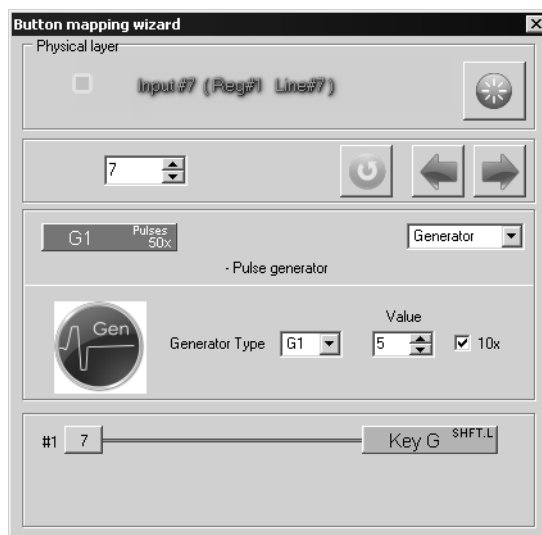 Button mapping wizard
Physical layer
Input#7 (Reg#1 Line#7)
7
G1 Pulses 50x
Generator
- Pulse generator
Gen
Value
Generator Type G1 5 10x
#1 7 Key G SHFT.L